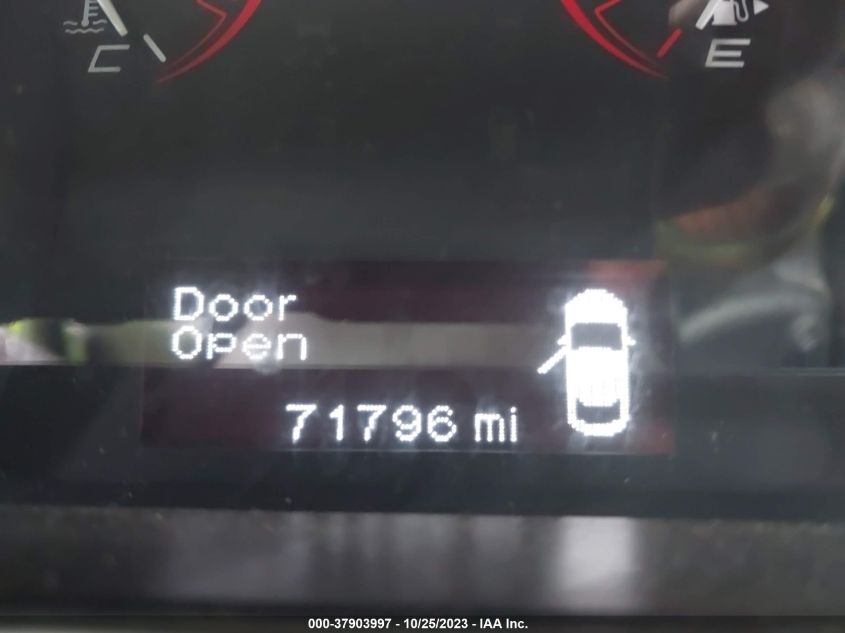 C
E
Door
Open
71796 mi
000-37903997 - 10/25/2023 - IAA Inc.